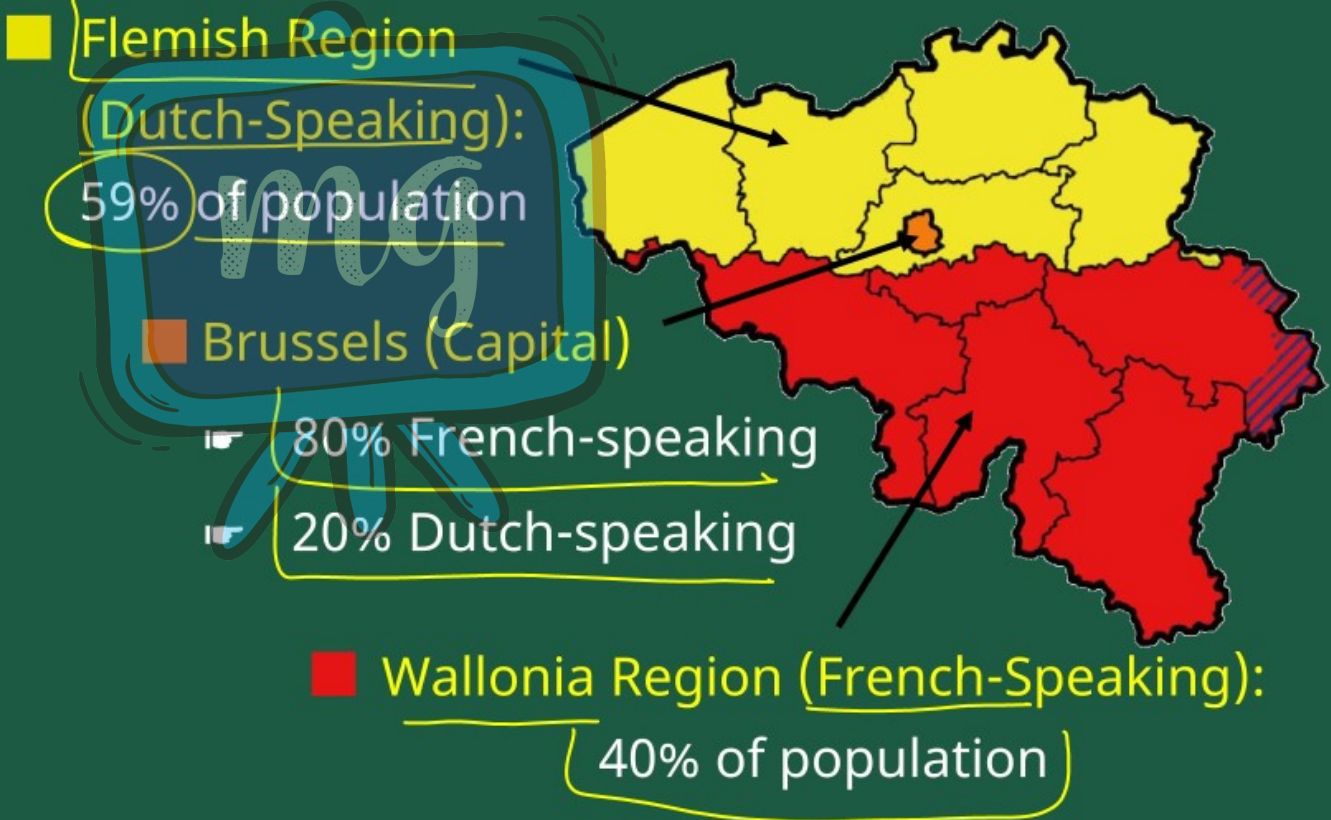 Flemish Region
(Dutch-Speaking):
59% of population
mg
Brussels (Capital)
80% French-speaking
20% Dutch-speaking
Wallonia Region (French-Speaking):
40% of population